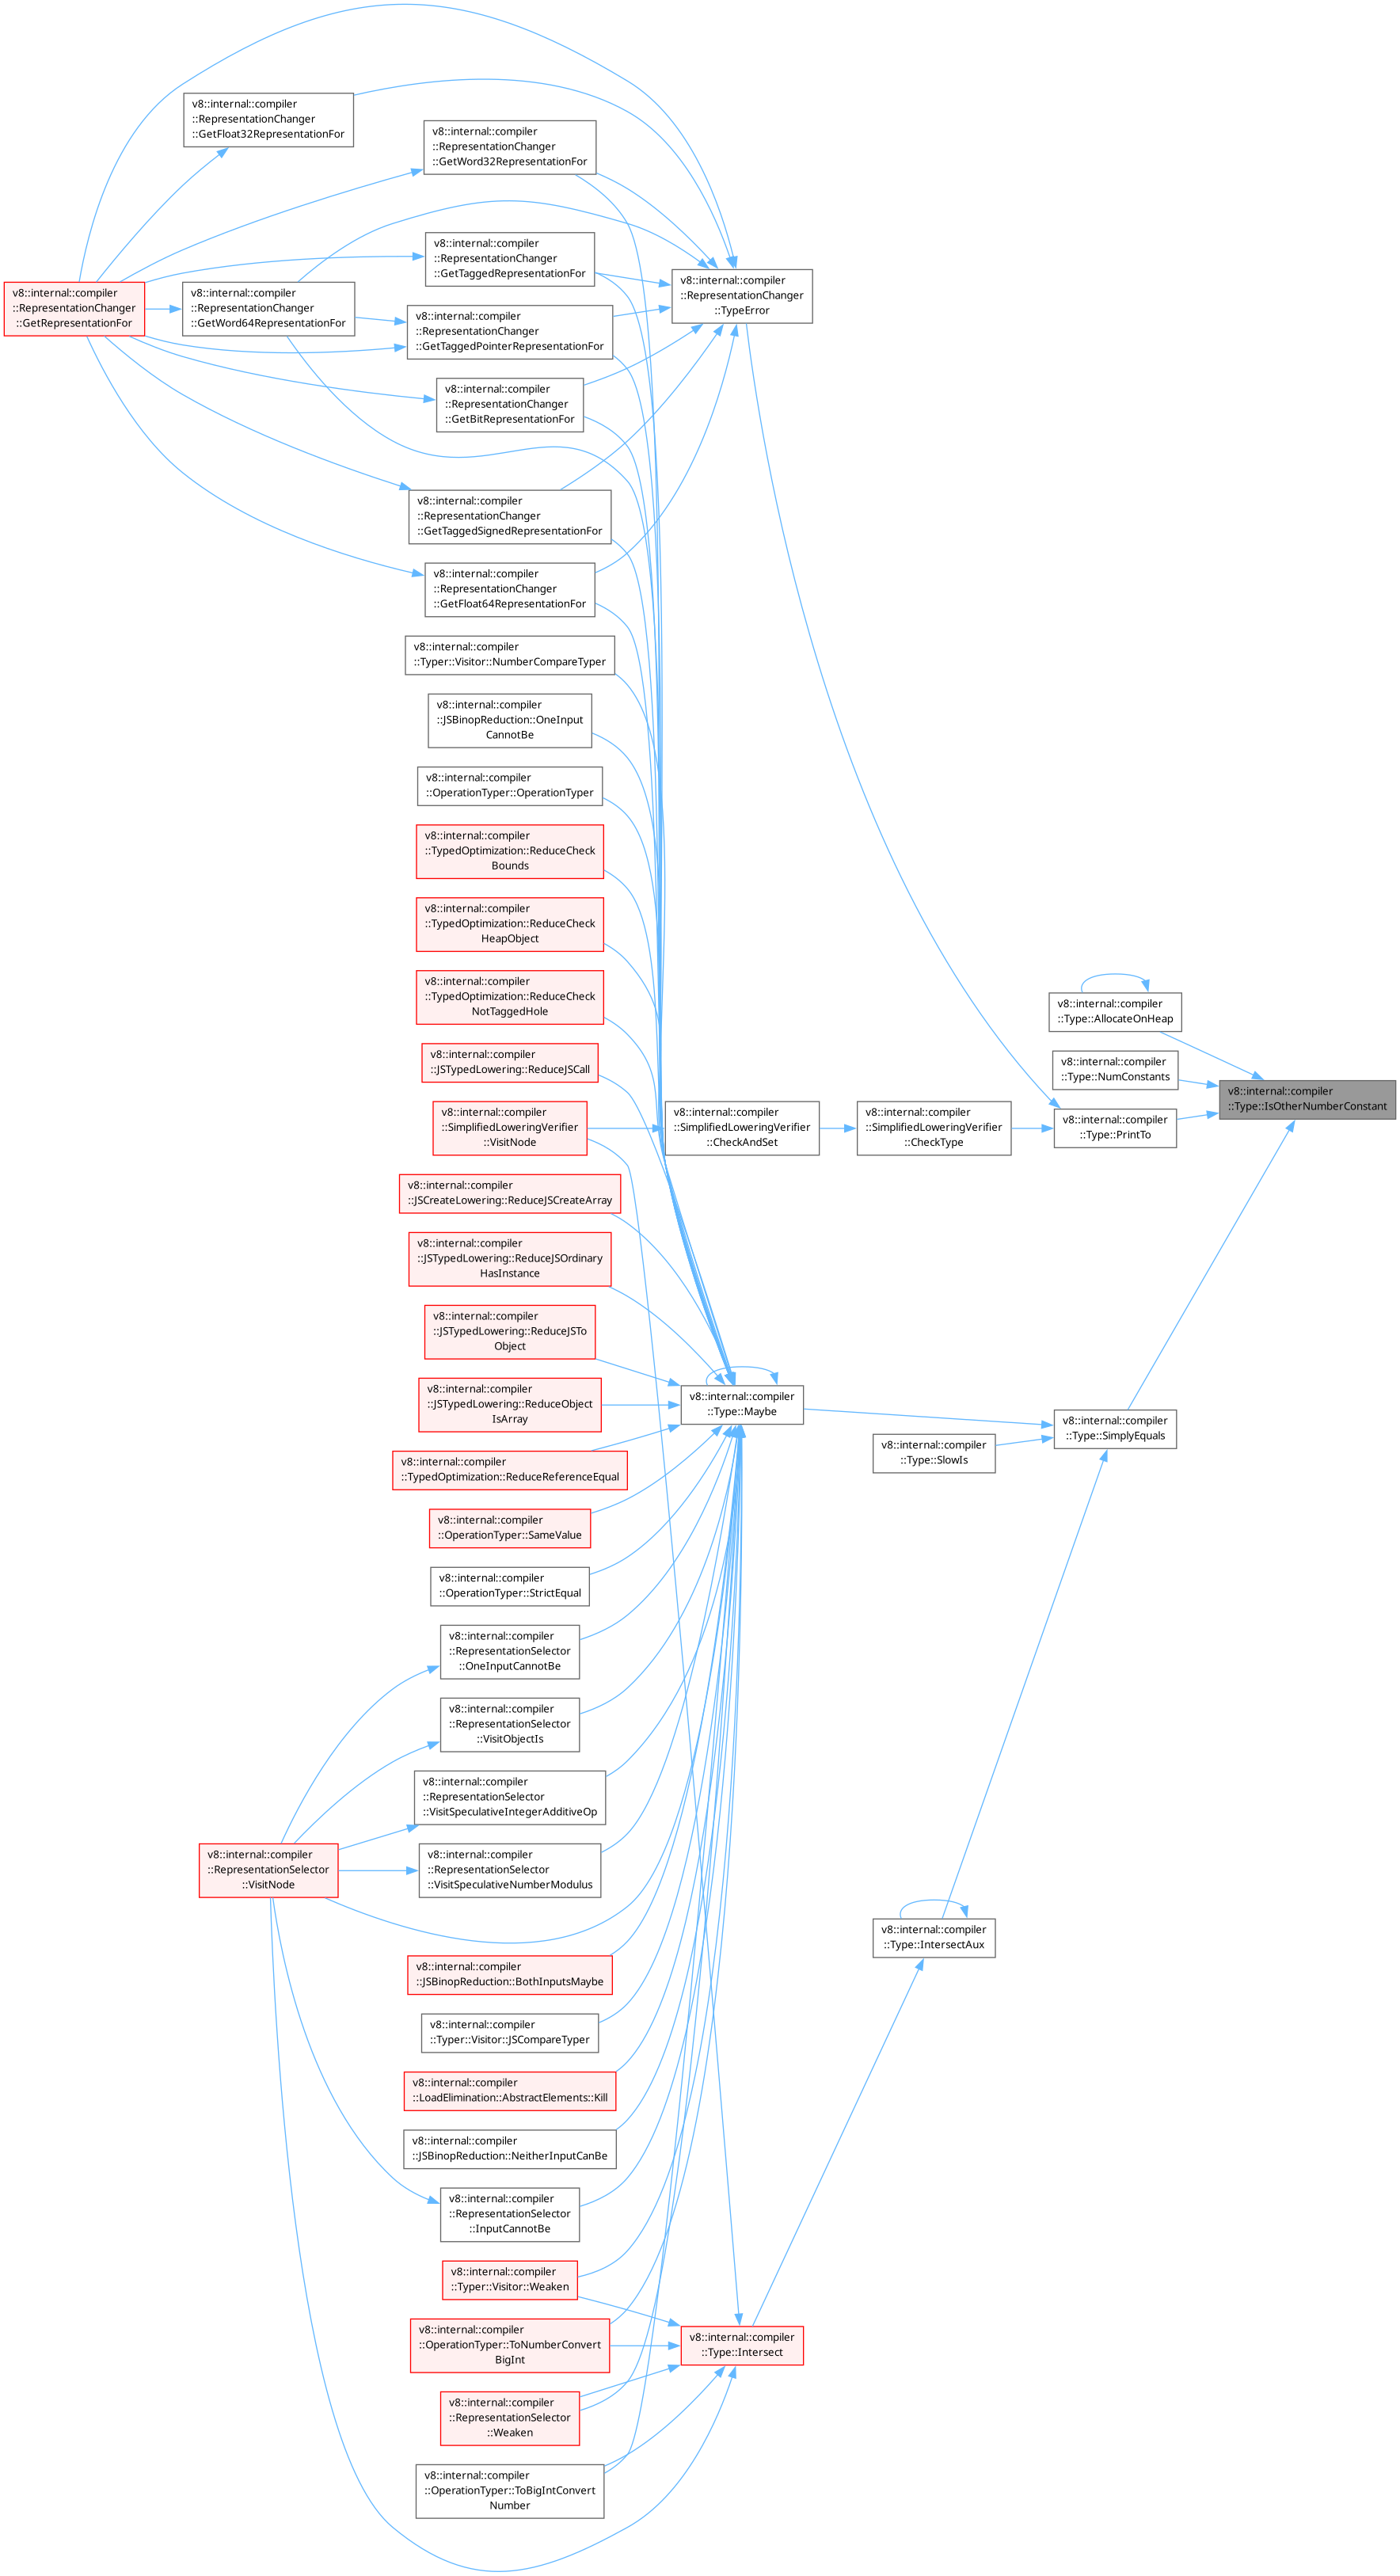 v8::internal::compiler
::RepresentationChanger
::GetFloat32RepresentationFor
v8::internal::compiler
::RepresentationChanger
::GetWord32RepresentationFor
v8::internal::compiler
::RepresentationChanger
::GetTaggedRepresentationFor
v8::internal::compiler
::RepresentationChanger
::TypeError
v8::internal::compiler
::RepresentationChanger
::GetRepresentationFor
v8::internal::compiler
::RepresentationChanger
::GetWord64RepresentationFor
v8::internal::compiler
::RepresentationChanger
::GetTaggedPointerRepresentationFor
v8::internal::compiler
::RepresentationChanger
::GetBitRepresentationFor
v8::internal::compiler
::RepresentationChanger
::GetTaggedSignedRepresentationFor
v8::internal::compiler
::RepresentationChanger
::GetFloat64RepresentationFor
v8::internal::compiler
::Typer::Visitor::NumberCompareTyper
v8::internal::compiler
::JSBinopReduction::OneInput
CannotBe
v8::internal::compiler
::OperationTyper::OperationTyper
v8::internal::compiler
::TypedOptimization::ReduceCheck
Bounds
v8::internal::compiler
::TypedOptimization::ReduceCheck
HeapObject
v8::internal::compiler
::TypedOptimization::ReduceCheck
NotTaggedHole
v8::internal::compiler
::Type::AllocateOnHeap
v8::internal::compiler
::JSTypedLowering::ReduceJSCall
v8::internal::compiler
::Type::NumConstants
v8::internal::compiler
::Type::IsOtherNumberConstant
v8::internal::compiler
::SimplifiedLoweringVerifier
::VisitNode
v8::internal::compiler
::SimplifiedLoweringVerifier
::CheckAndSet
v8::internal::compiler
::SimplifiedLoweringVerifier
::CheckType
v8::internal::compiler
::Type::PrintTo
v8::internal::compiler
::JSCreateLowering::ReduceJSCreateArray
v8::internal::compiler
::JSTypedLowering::ReduceJSOrdinary
HasInstance
v8::internal::compiler
::JSTypedLowering::ReduceJSTo
Object
v8::internal::compiler
::JSTypedLowering::ReduceObject
IsArray
v8::internal::compiler
::Type::Maybe
v8::internal::compiler
::Type::SimplyEquals
v8::internal::compiler
::Type::SlowIs
v8::internal::compiler
::TypedOptimization::ReduceReferenceEqual
v8::internal::compiler
::OperationTyper::SameValue
v8::internal::compiler
::OperationTyper::StrictEqual
v8::internal::compiler
::RepresentationSelector
::OneInputCannotBe
v8::internal::compiler
::RepresentationSelector
::VisitObjectIs
v8::internal::compiler
::RepresentationSelector
::VisitSpeculativeIntegerAdditiveOp
v8::internal::compiler
::RepresentationSelector
::VisitNode
v8::internal::compiler
::RepresentationSelector
::VisitSpeculativeNumberModulus
v8::internal::compiler
::Type::IntersectAux
v8::internal::compiler
::JSBinopReduction::BothInputsMaybe
v8::internal::compiler
::Typer::Visitor::JSCompareTyper
v8::internal::compiler
::LoadElimination::AbstractElements::Kill
v8::internal::compiler
::JSBinopReduction::NeitherInputCanBe
v8::internal::compiler
::RepresentationSelector
::InputCannotBe
v8::internal::compiler
::Typer::Visitor::Weaken
v8::internal::compiler
::OperationTyper::ToNumberConvert
BigInt
v8::internal::compiler
::Type::Intersect
v8::internal::compiler
::RepresentationSelector
::Weaken
v8::internal::compiler
::OperationTyper::ToBigIntConvert
Number